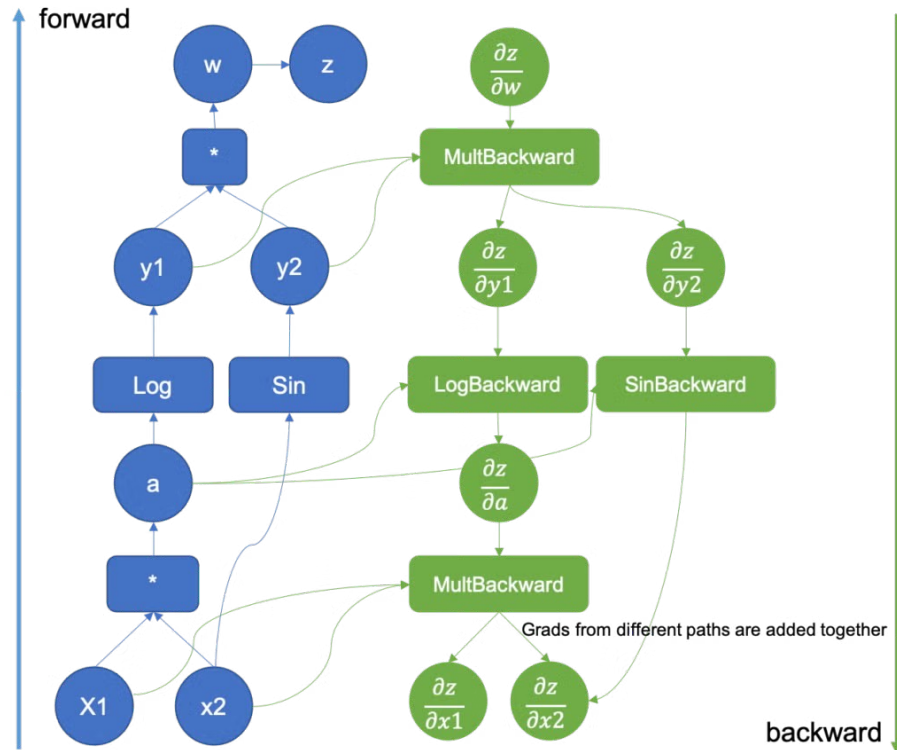 forward
w
z
∂z
∂w
*
MultBackward
y1
y2
∂z
∂y1
∂z
∂y2
Log
Sin
LogBackward
SinBackward
a
∂z
∂a
*
MultBackward
Grads from different paths are added together
X1
x2
∂z
∂x1
∂z
∂x2
backward